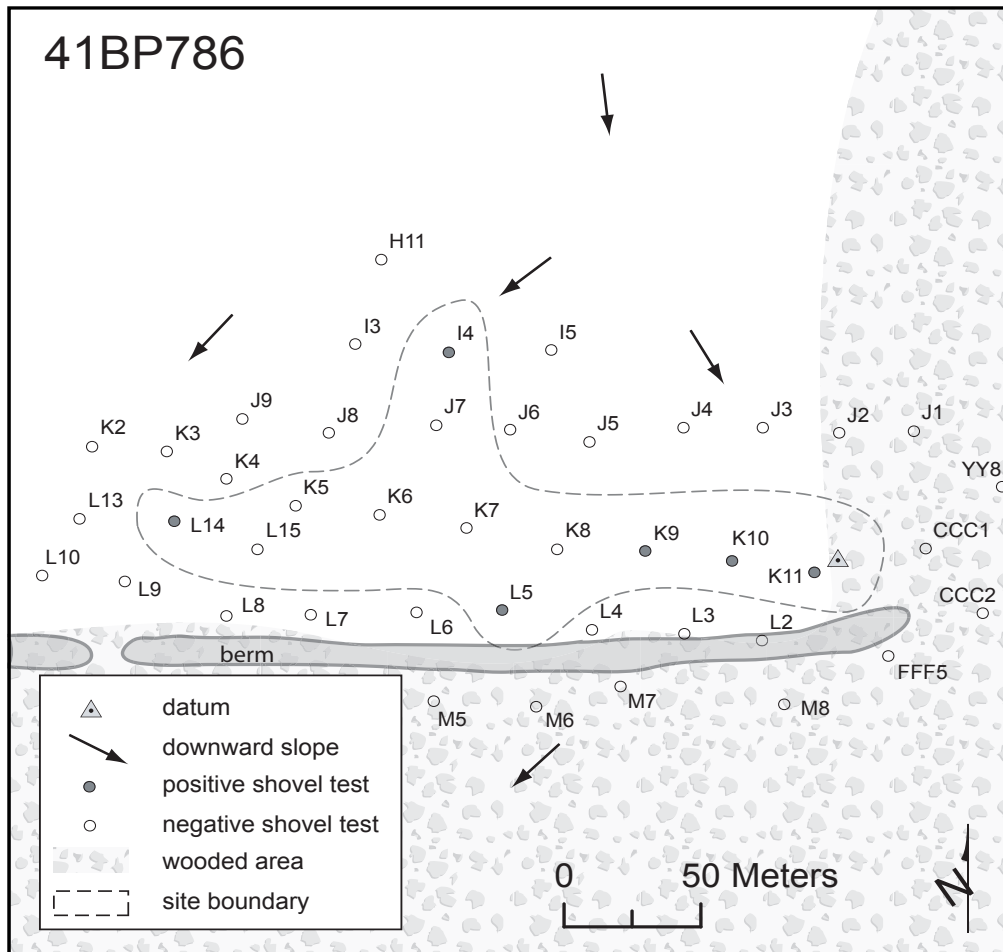 41BP786
H11
I3
I4
I5
J9
J8
J7
J6
J5
J4
J3
J2
J1
K2
K3
K4
YY8
L13
L14
K5
L15
K6
K7
K8
K9
K10
K11
CCC1
L10
L9
L8
L7
L6
L5
L4
L3
L2
CCC2
berm
FFF5
M5
M6
M7
M8
datum
downward slope
positive shovel test
negative shovel test
wooded area
site boundary
0 50 Meters
N